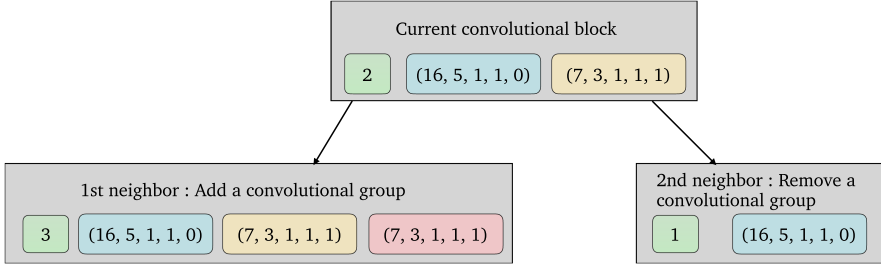 Current convolutional block
2 (16, 5, 1, 1, 0) (7, 3, 1, 1, 1)
1st neighbor : Add a convolutional group
3 (16, 5, 1, 1, 0) (7, 3, 1, 1, 1) (7, 3, 1, 1, 1)
2nd neighbor : Remove a
convolutional group
1 (16, 5, 1, 1, 0)